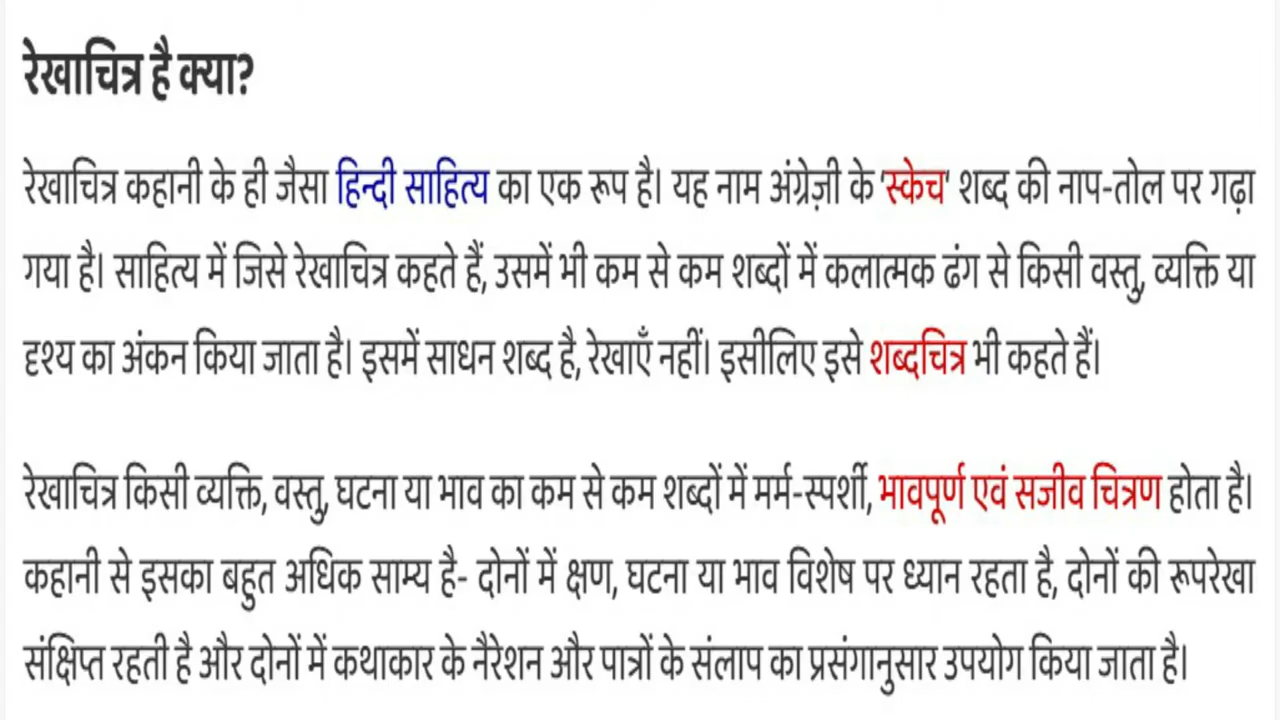 रेखाचित्र है क्या?
रेखाचित्र कहानी के ही जैसा हिन्दी साहित्य का एक रूप है। यह नाम अंग्रेज़ी के 'स्केच' शब्द की नाप-तोल पर गढ़ा
गया है। साहित्य में जिसे रेखाचित्र कहते हैं, उसमें भी कम से कम शब्दों में कलात्मक ढंग से किसी वस्तु, व्यक्ति या
दृश्य का अंकन किया जाता है। इसमें साधन शब्द है, रेखाएँ नहीं। इसीलिए इसे शब्दचित्र भी कहते हैं।
रेखाचित्र किसी व्यक्ति, वस्तु, घटना या भाव का कम से कम शब्दों में मर्म-स्पर्शी, भावपूर्ण एवं सजीव चित्रण होता है।
कहानी से इसका बहुत अधिक साम्य है- दोनों में क्षण, घटना या भाव विशेष पर ध्यान रहता है, दोनों की रूपरेखा
संक्षिप्त रहती है और दोनों में कथाकार के नैरेशन और पात्रों के संलाप का प्रसंगानुसार उपयोग किया जाता है।